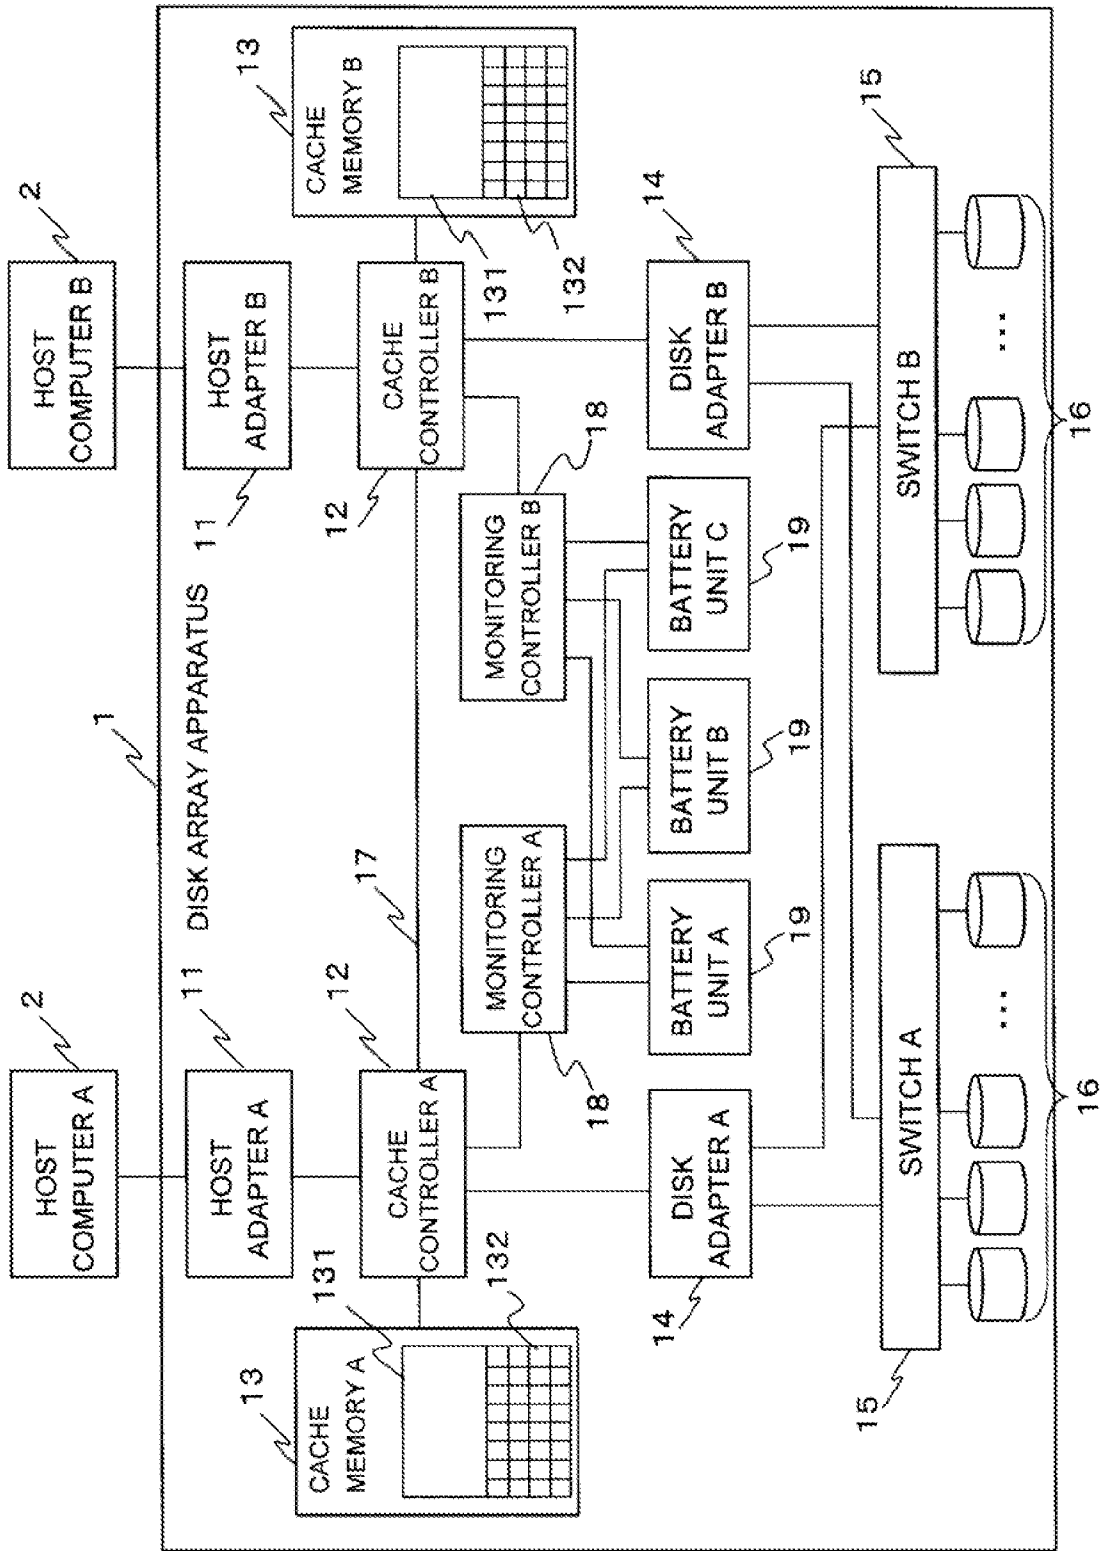 2
HOST
COMPUTER A
2
HOST
COMPUTER B
1
DISK ARRAY APPARATUS
11
HOST
ADAPTER A
11
HOST
ADAPTER B
13
CACHE
MEMORY A
131
132
12
CACHE
CONTROLLER A
17
12
CACHE
CONTROLLER B
13
CACHE
MEMORY B
131
132
MONITORING
CONTROLLER A
18
MONITORING
CONTROLLER B
18
14
DISK
ADAPTER A
BATTERY
UNIT A
19
BATTERY
UNIT B
19
BATTERY
UNIT C
19
DISK
ADAPTER B
14
15
SWITCH A
SWITCH B
15
...
16
...
16